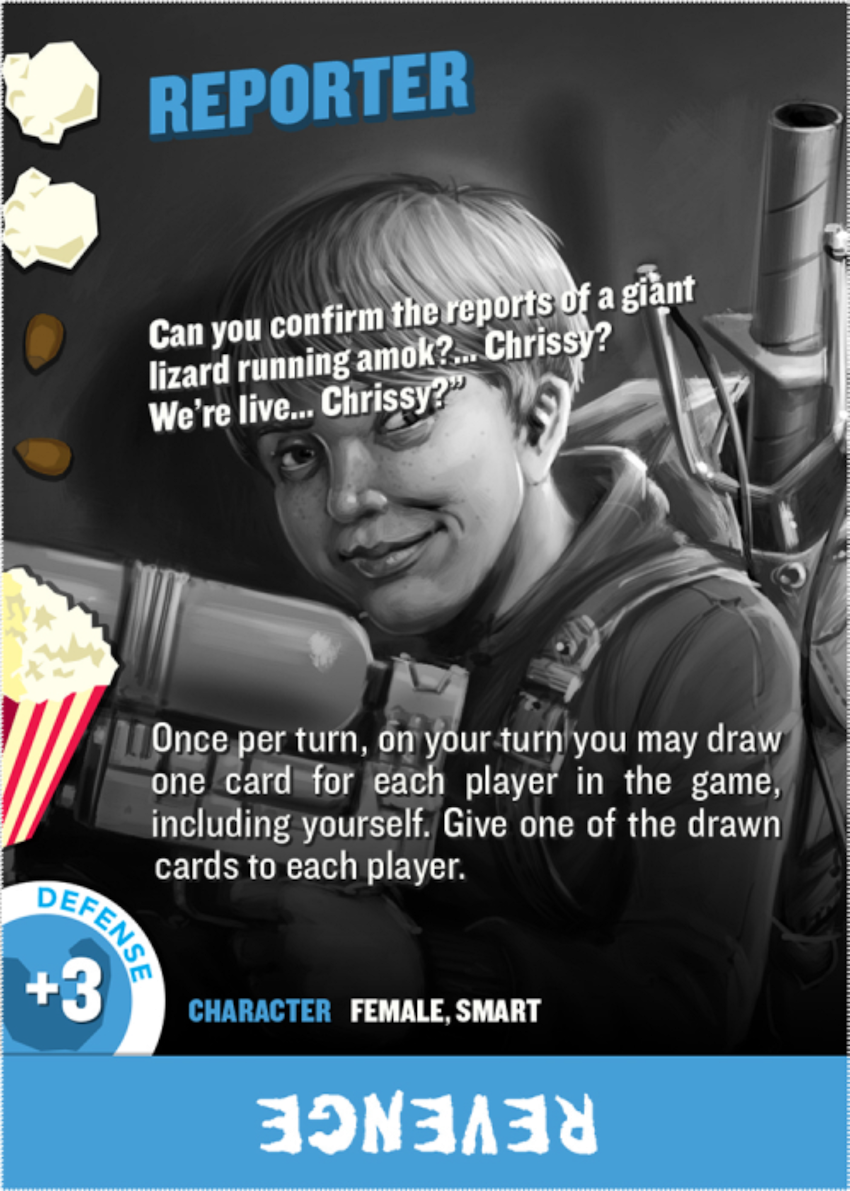 REPORTER
Can you confirm the reports of a giant
lizard running amok?... Chrissy?
We're live... Chrissy?”
Once per turn, on your turn you may draw
one card for each player in the game,
including yourself. Give one of the drawn
cards to each player.
DEFENSE
+3
CHARACTER FEMALE, SMART
REVENGE